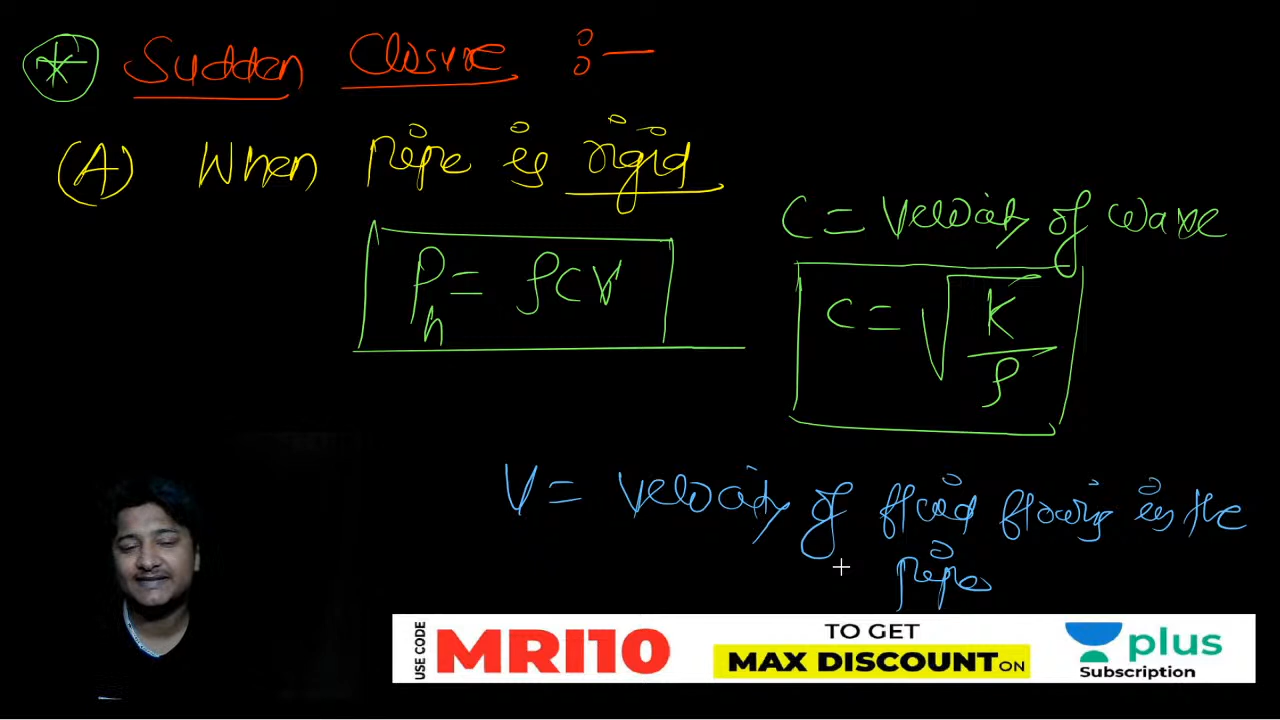 * Sudden Closure :-
(A) When pipe is rigid
C = Velocity of wave
Pₕ = ρCV
C = √(K/ρ)
V = Velocity of fluid flowing in the
pipe
USE CODE
MRI10
TO GET
MAX DISCOUNT ON
plus
Subscription